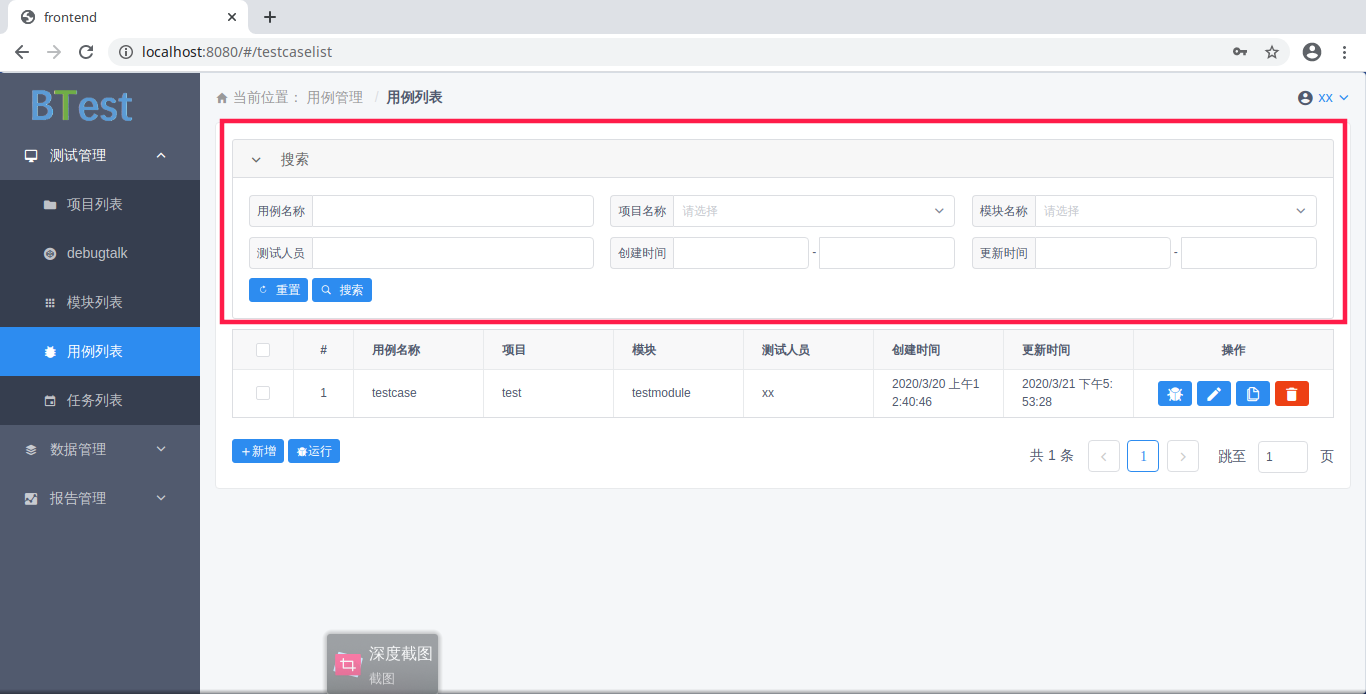 frontend
localhost:8080/#/testcaselist
BTest
当前位置： 用例管理 / 用例列表
xx
测试管理
项目列表
debugtalk
模块列表
用例列表
任务列表
数据管理
报告管理
搜索
用例名称 项目名称 请选择 模块名称 请选择
测试人员 创建时间 - 更新时间 -
重置 搜索
# 用例名称 项目 模块 测试人员 创建时间 更新时间 操作
1 testcase test testmodule xx 2020/3/20 上午1 2020/3/21 下午5:
2:40:46 53:28
+新增 运行 共 1 条 < 1 > 跳至 1 页
深度截图
截图